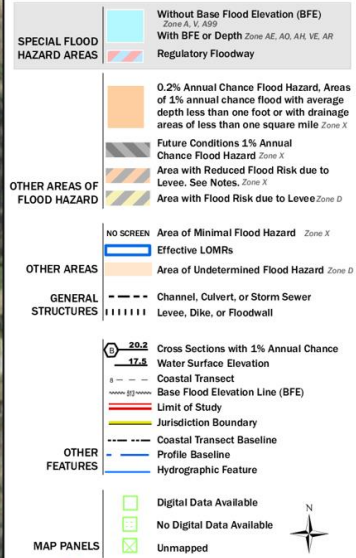 Without Base Flood Elevation (BFE)
Zone A, V, A99
With BFE or Depth Zone AE, AO, AH, VE, AR
SPECIAL FLOOD
HAZARD AREAS
Regulatory Floodway
0.2% Annual Chance Flood Hazard, Areas
of 1% annual chance flood with average
depth less than one foot or with drainage
areas of less than one square mile Zone X
Future Conditions 1% Annual
Chance Flood Hazard Zone X
Area with Reduced Flood Risk due to
Levee. See Notes. Zone X
OTHER AREAS OF
FLOOD HAZARD
Area with Flood Risk due to Levee Zone D
NO SCREEN Area of Minimal Flood Hazard Zone X
Effective LOMRs
OTHER AREAS
Area of Undetermined Flood Hazard Zone D
GENERAL
STRUCTURES
Channel, Culvert, or Storm Sewer
Levee, Dike, or Floodwall
B 20.2 Cross Sections with 1% Annual Chance
17.5 Water Surface Elevation
8 Coastal Transect
513 Base Flood Elevation Line (BFE)
Limit of Study
Jurisdiction Boundary
Coastal Transect Baseline
OTHER
FEATURES
Profile Baseline
Hydrographic Feature
Digital Data Available
No Digital Data Available
MAP PANELS
Unmapped
N